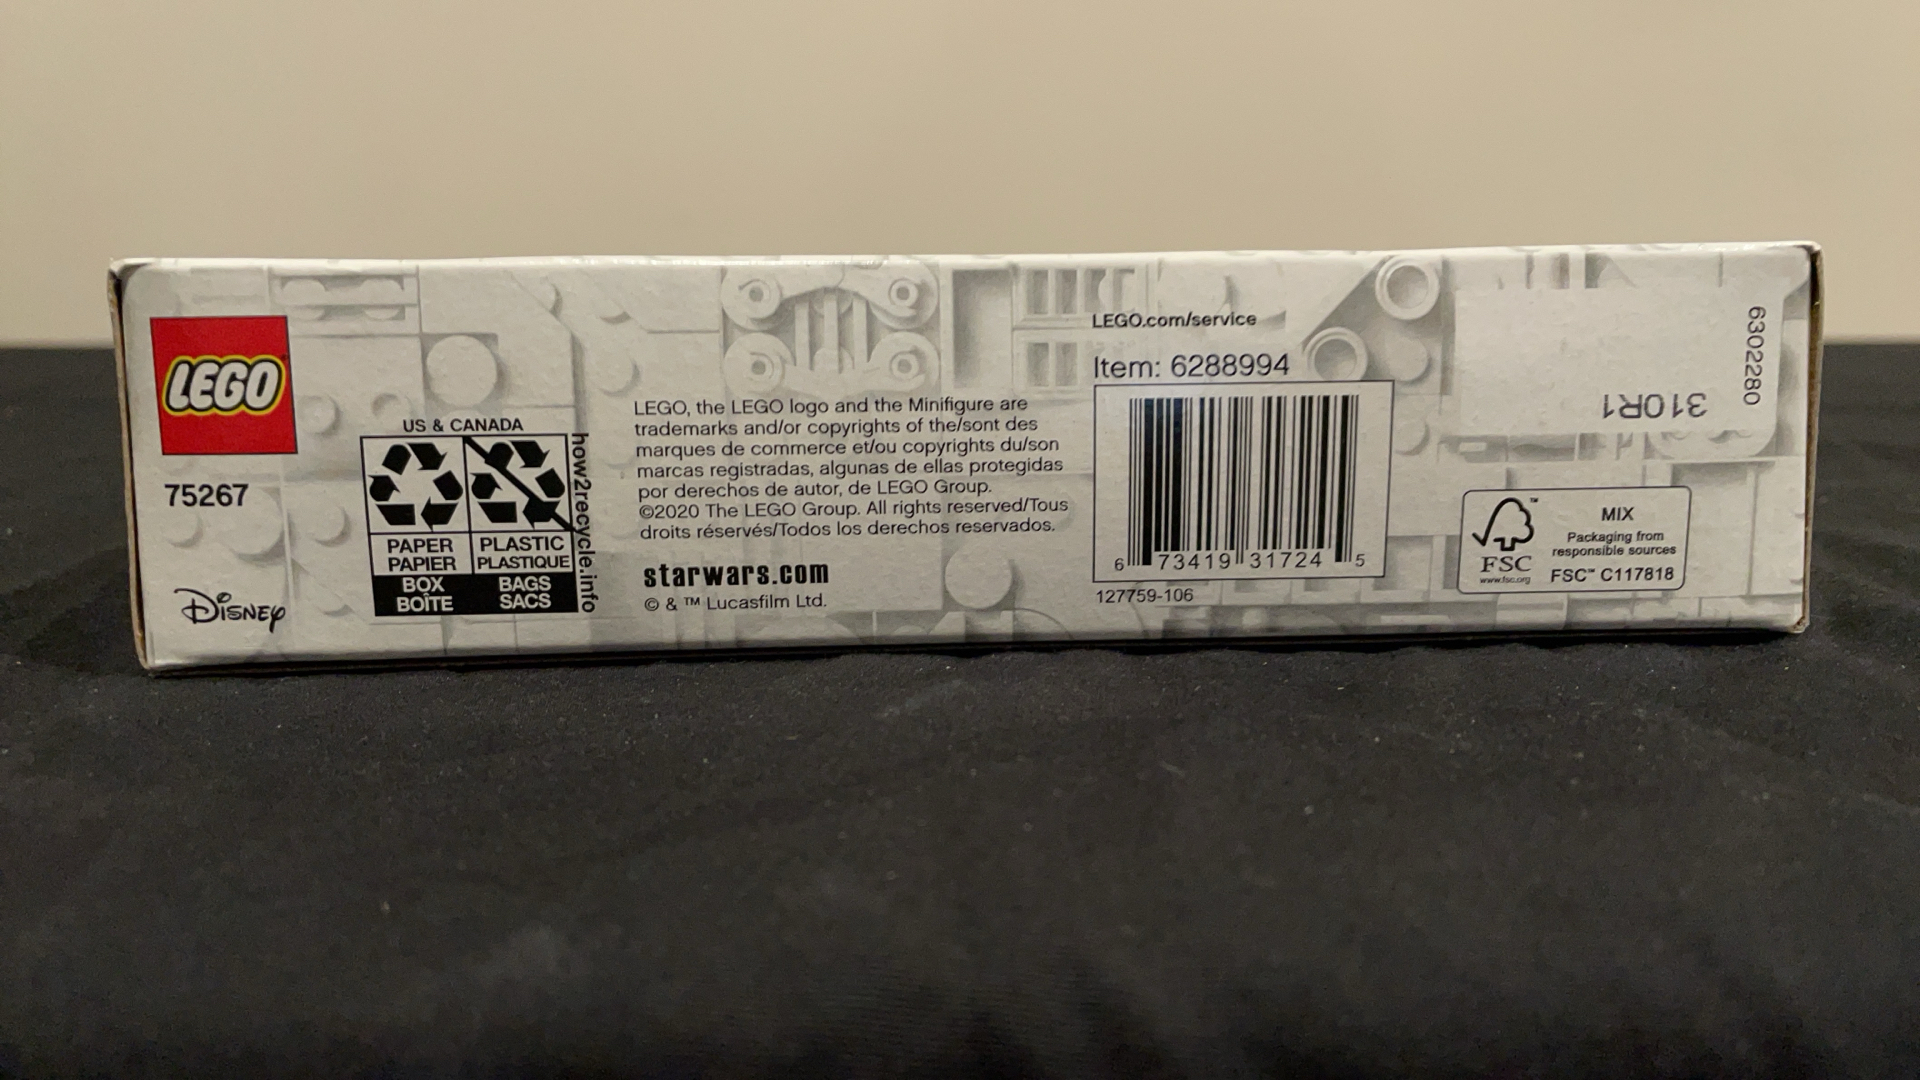 LEGO
75267
Disney
US & CANADA
PAPER
PAPIER
BOX
BOÎTE
PLASTIC
PLASTIQUE
BAGS
SACS
how2recycle.info
LEGO, the LEGO logo and the Minifigure are
trademarks and/or copyrights of the/sont des
marques de commerce et/ou copyrights du/son
marcas registradas, algunas de ellas protegidas
por derechos de autor, de LEGO Group.
©2020 The LEGO Group. All rights reserved/Tous
droits réservés/Todos los derechos reservados.
starwars.com
© & ™ Lucasfilm Ltd.
LEGO.com/service
Item: 6288994
6 73419 31724 5
127759-106
6302280
310R1
FSC
™
www.fsc.org
MIX
Packaging from
responsible sources
FSC™ C117818